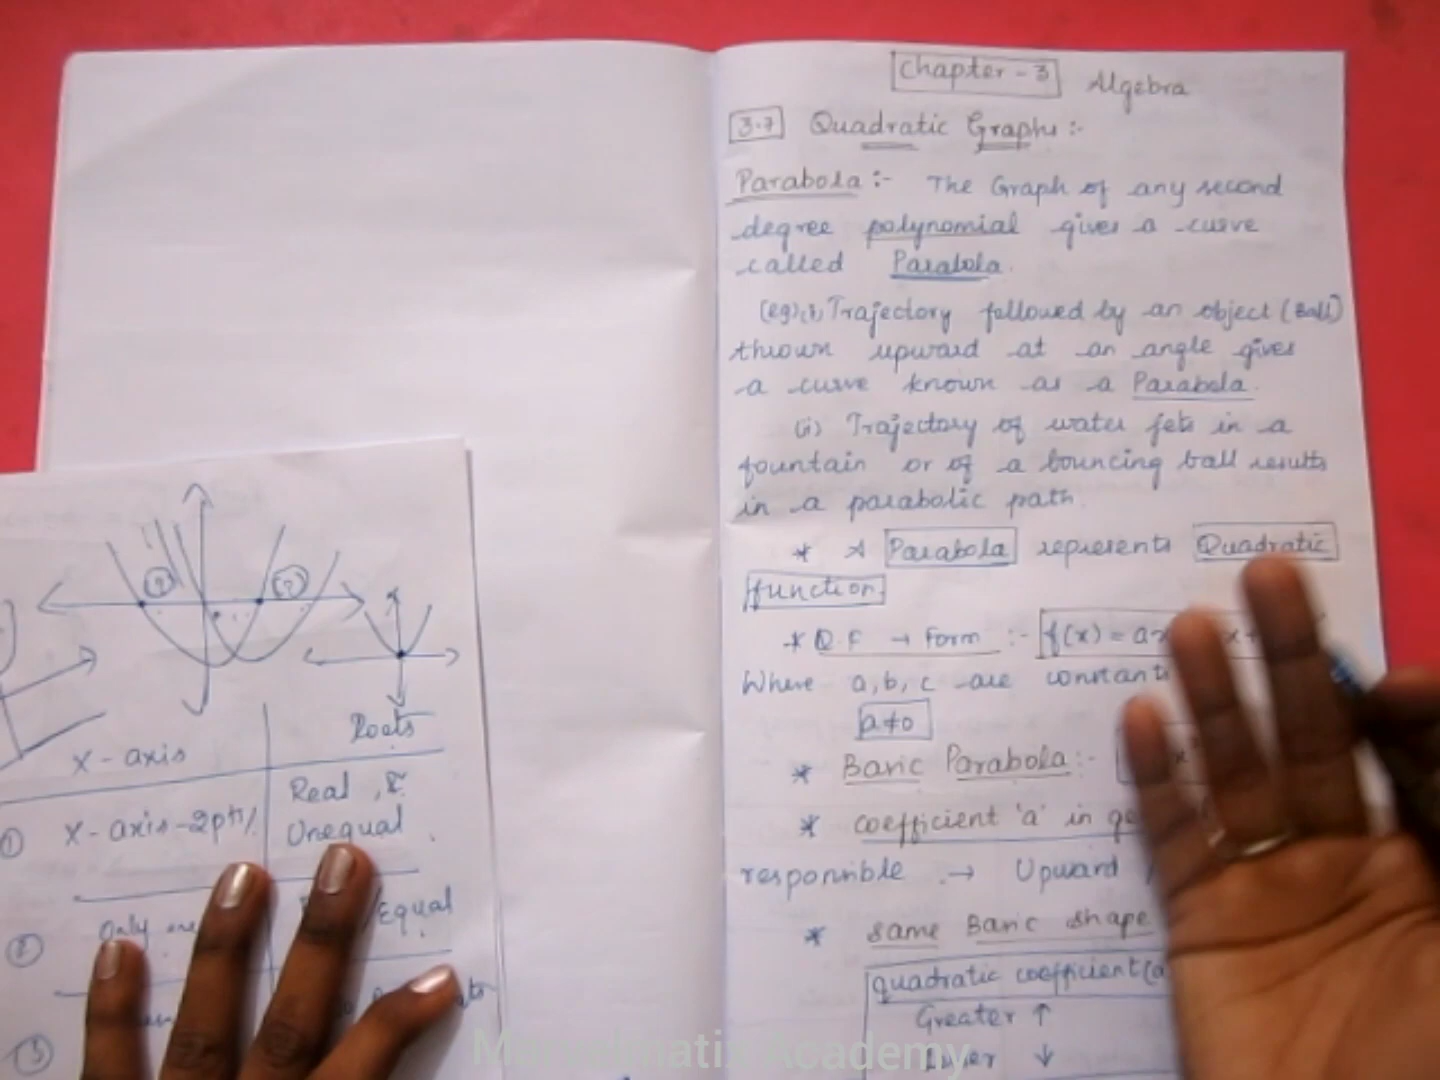 Chapter - 3 Algebra
3.7 Quadratic Graphs :-
Parabola :- The Graph of any second
degree polynomial gives a curve
called Parabola.
(eg) (i) Trajectory followed by an object (Ball)
thrown upward at an angle gives
a curve known as a Parabola.
(ii) Trajectory of water jets in a
fountain or of a bouncing ball results
in a parabolic path.
* A Parabola represents Quadratic
function.
* Q.F → Form :- f(x) = ax
Where a, b, c are constants
a≠0
* Basic Parabola :-
* coefficient 'a' in
responsible → Upward
* same Basic shape
quadratic coefficient (a
Greater ↑
↓
x-axis Roots
① x-axis-2pts/ Real &
Unequal
② Only Equal
③
Academy